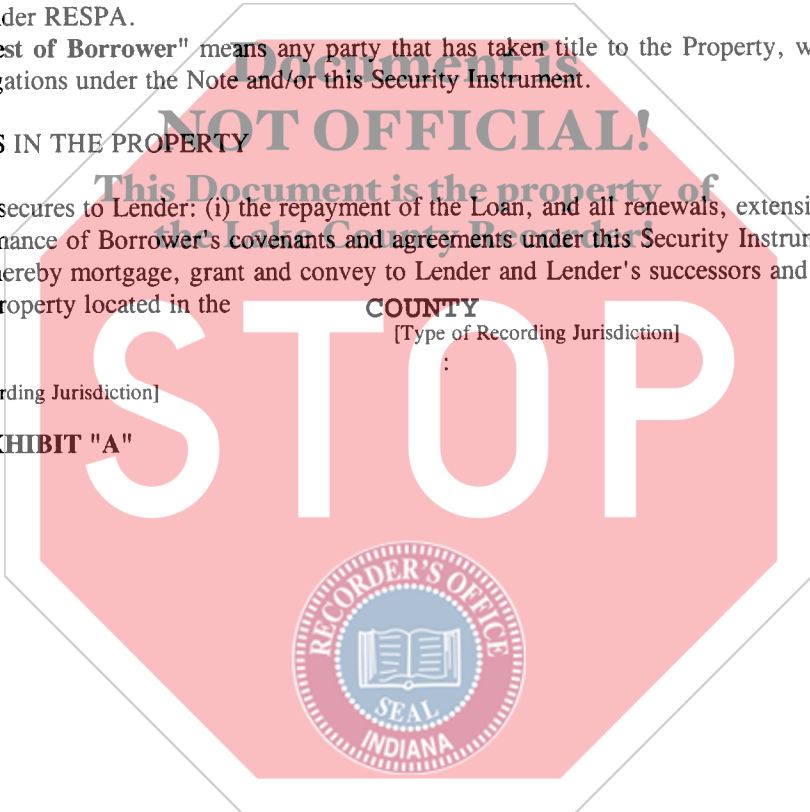 der RESPA.
est of Borrower" means any party that has taken title to the Property, w
gations under the Note and/or this Security Instrument.
Document is
NOT OFFICIAL!
S IN THE PROPERTY
This Document is the property of
the Lake County Recorder!
secures to Lender: (i) the repayment of the Loan, and all renewals, extensi
nance of Borrower's covenants and agreements under this Security Instrum
ereby mortgage, grant and convey to Lender and Lender's successors and
roperty located in the COUNTY
[Type of Recording Jurisdiction]
:
rding Jurisdiction]
XHIBIT "A"
STOP
RECORDER'S OFFICE
SEAL
INDIANA